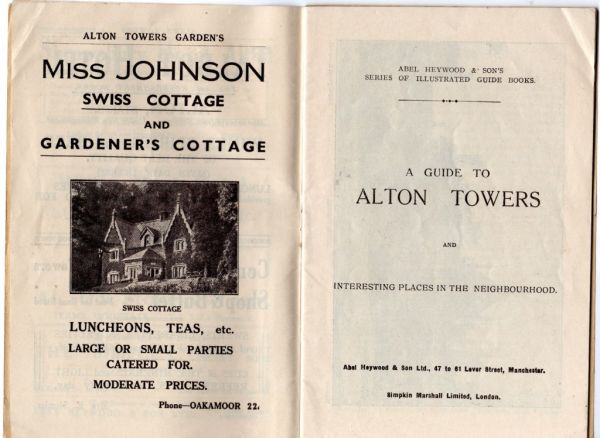 ALTON TOWERS GARDEN'S
MISS JOHNSON
SWISS COTTAGE
AND
GARDENER'S COTTAGE
SWISS COTTAGE
LUNCHEONS, TEAS, etc.
LARGE OR SMALL PARTIES
CATERED FOR.
MODERATE PRICES.
Phone—OAKAMOOR 22.
ABEL HEYWOOD & SON'S
SERIES OF ILLUSTRATED GUIDE BOOKS.
A GUIDE TO
ALTON TOWERS
AND
INTERESTING PLACES IN THE NEIGHBOURHOOD.
Abel Heywood & Son Ltd., 47 to 61 Lever Street, Manchester.
Simpkin Marshall Limited, London.